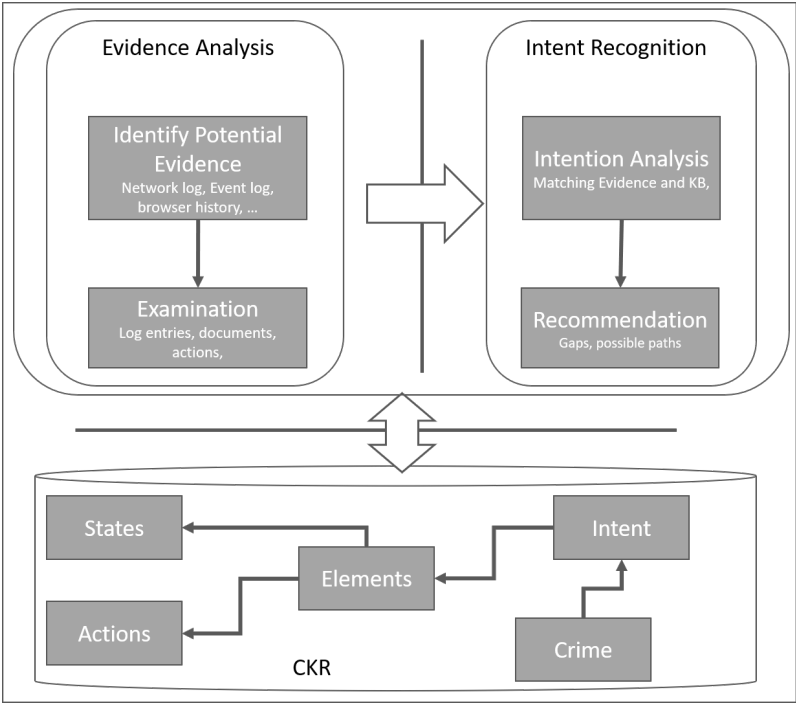 Evidence Analysis
Identify Potential
Evidence
Network log, Event log,
browser history, ...
Examination
Log entries, documents,
actions,
Intent Recognition
Intention Analysis
Matching Evidence and KB,
Recommendation
Gaps, possible paths
States
Actions
Elements
Intent
Crime
CKR